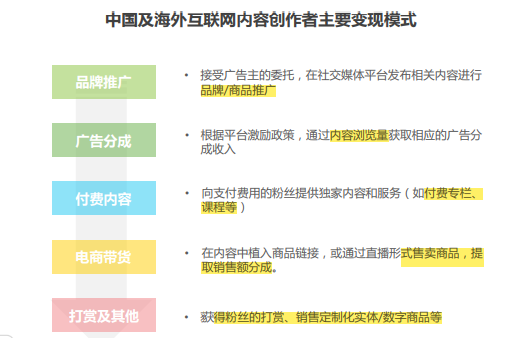 中国及海外互联网内容创作者主要变现模式
品牌推广
• 接受广告主的委托，在社交媒体平台发布相关内容进行
品牌/商品推广
广告分成
• 根据平台激励政策，通过内容浏览量获取相应的广告分
成收入
付费内容
• 向支付费用的粉丝提供独家内容和服务（如付费专栏、
课程等）
电商带货
• 在内容中植入商品链接，或通过直播形式售卖商品，提
取销售额分成。
打赏及其他
• 获得粉丝的打赏、销售定制化实体/数字商品等